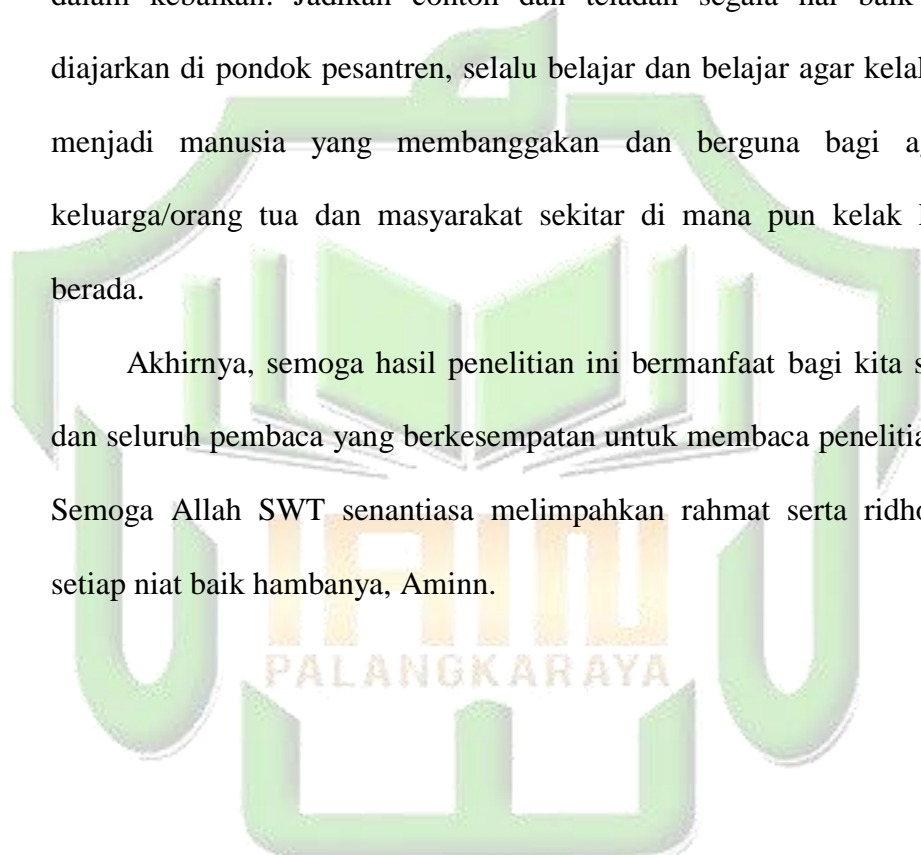 dalam kebaikan. Jadikan contoh dan teladan segala hal baik
diajarkan di pondok pesantren, selalu belajar dan belajar agar
menjadi manusia yang membanggakan dan berguna bagi
keluarga/orang tua dan masyarakat sekitar di mana pun kelak
berada.
Akhirnya, semoga hasil penelitian ini bermanfaat bagi kita
dan seluruh pembaca yang berkesempatan untuk membaca
Semoga Allah SWT senantiasa melimpahkan rahmat serta
setiap niat baik hambanya, Aminn.
IAIN
PALANGKARAYA